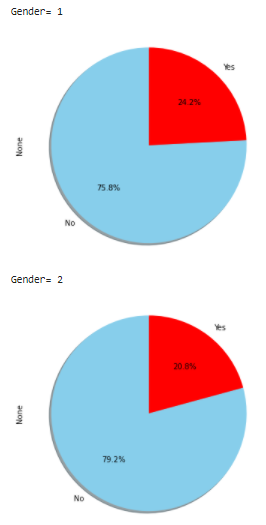 Gender= 1
Yes
24.2%
None
75.8%
No
Gender= 2
Yes
20.8%
None
79.2%
No